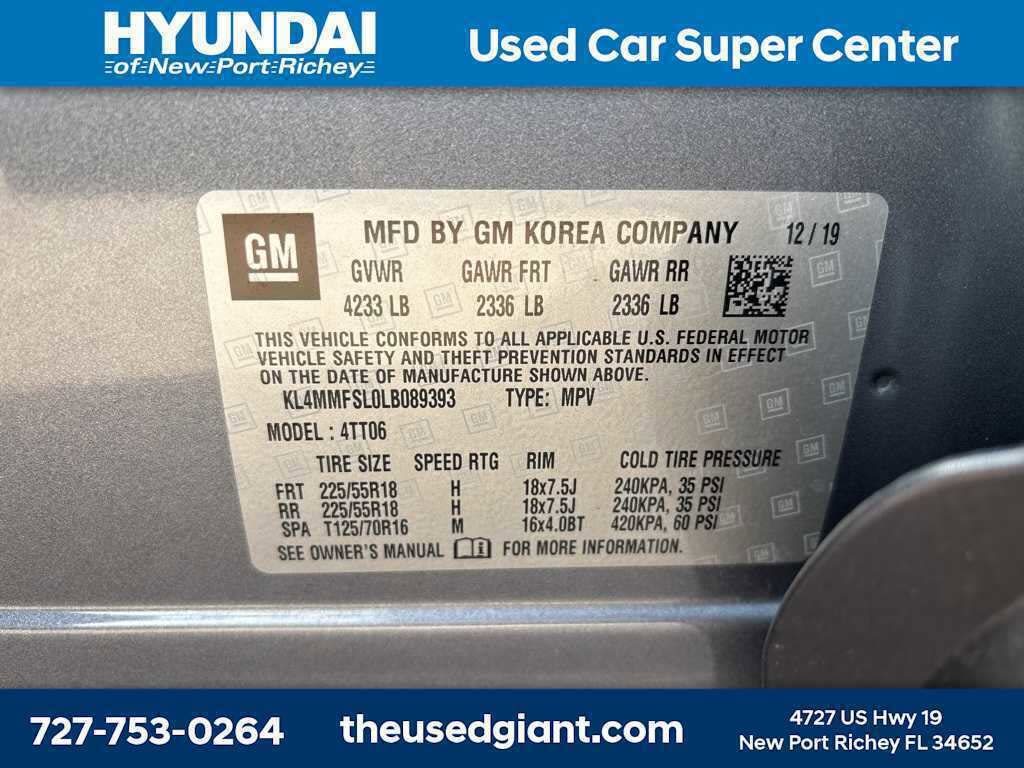 HYUNDAI
of New Port Richey
Used Car Super Center
GM
MFD BY GM KOREA COMPANY 12 / 19
GVWR GAWR FRT GAWR RR
4233 LB 2336 LB 2336 LB
THIS VEHICLE CONFORMS TO ALL APPLICABLE U.S. FEDERAL MOTOR
VEHICLE SAFETY AND THEFT PREVENTION STANDARDS IN EFFECT
ON THE DATE OF MANUFACTURE SHOWN ABOVE.
KL4MMFSL0LB089393 TYPE: MPV
MODEL : 4TT06
TIRE SIZE SPEED RTG RIM COLD TIRE PRESSURE
FRT 225/55R18 H 18x7.5J 240KPA, 35 PSI
RR 225/55R18 H 18x7.5J 240KPA, 35 PSI
SPA T125/70R16 M 16x4.0BT 420KPA, 60 PSI
SEE OWNER'S MANUAL FOR MORE INFORMATION.
727-753-0264
theusedgiant.com
4727 US Hwy 19
New Port Richey FL 34652